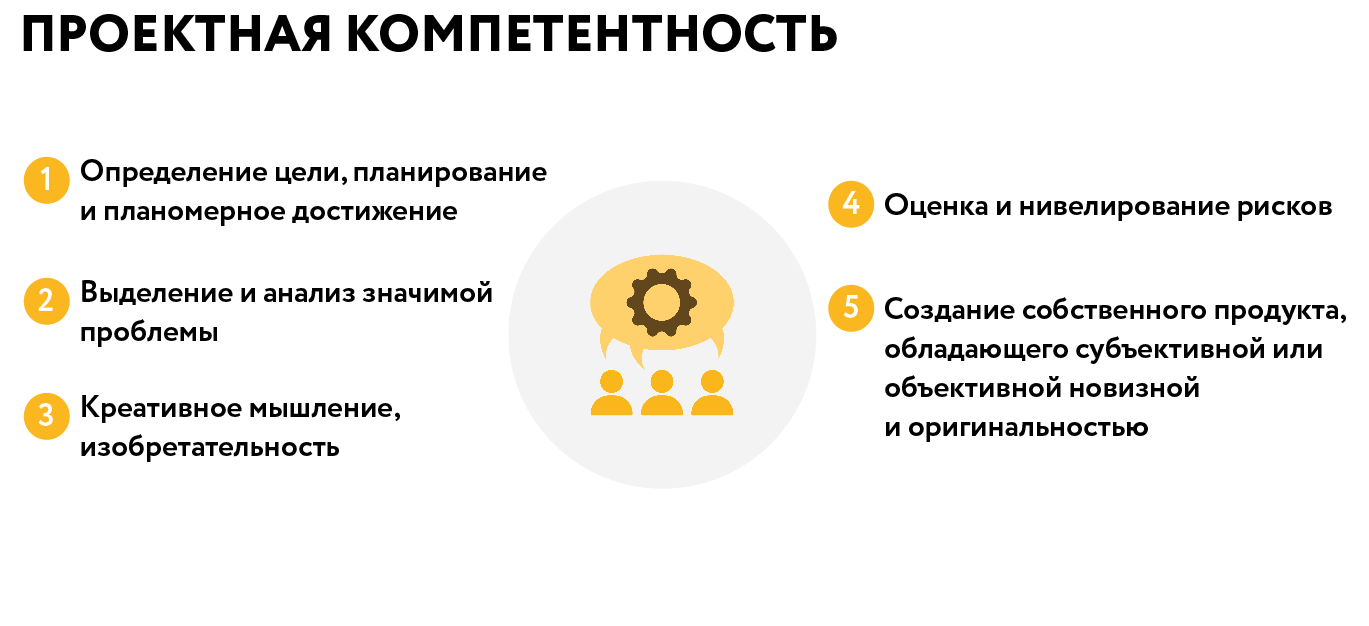 ПРОЕКТНАЯ КОМПЕТЕНТНОСТЬ
1
Определение цели, планирование
и планомерное достижение
2
Выделение и анализ значимой
проблемы
3
Креативное мышление,
изобретательность
4
Оценка и нивелирование рисков
5
Создание собственного продукта,
обладающего субъективной или
объективной новизной
и оригинальностью